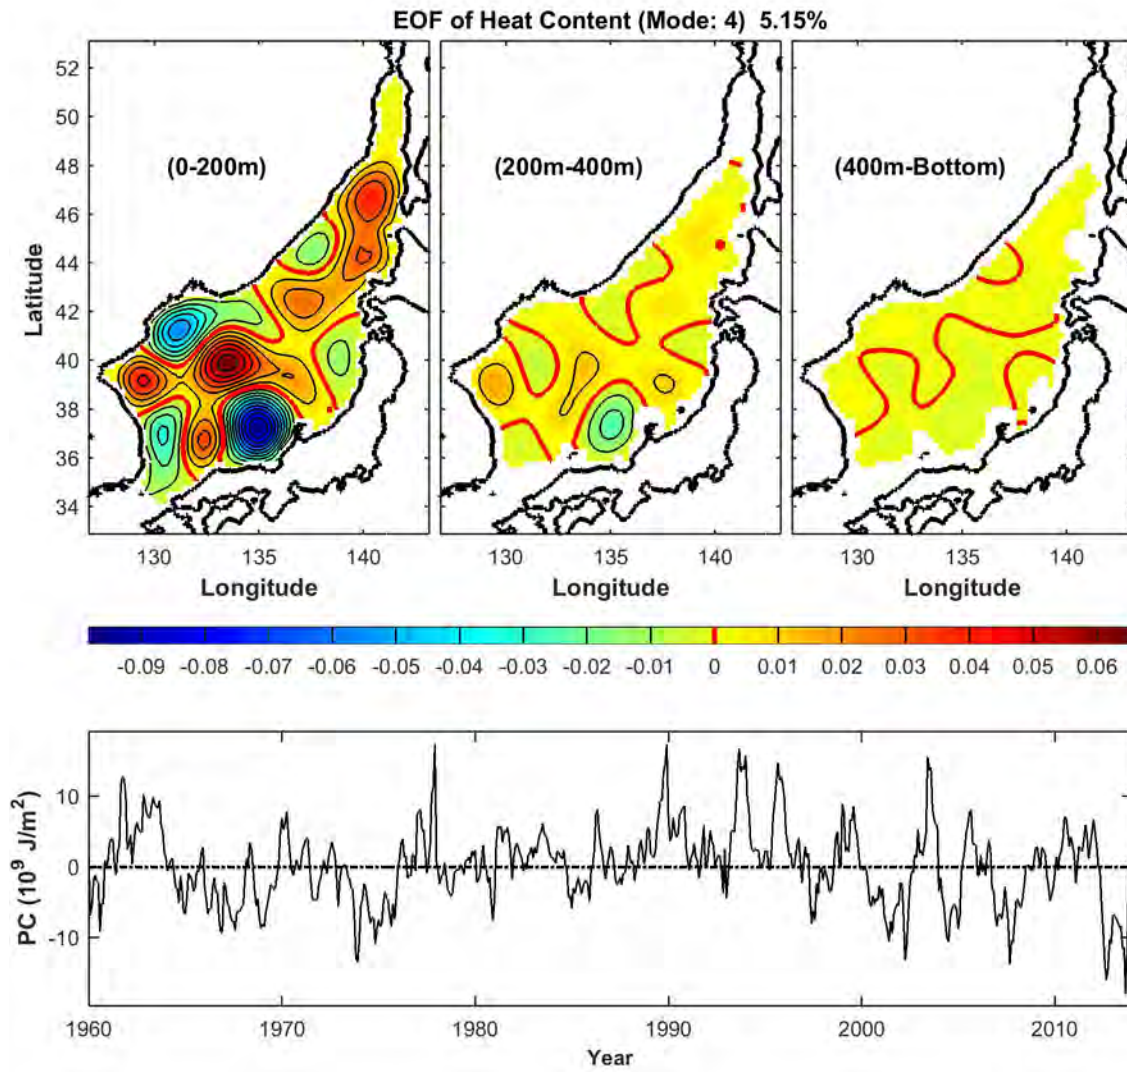 EOF of Heat Content (Mode: 4) 5.15%
52
50
48
46
44
42
40
38
36
34
Latitude
(0-200m)
(200m-400m)
(400m-Bottom)
130 135 140
130 135 140
130 135 140
Longitude
Longitude
Longitude
-0.09 -0.08 -0.07 -0.06 -0.05 -0.04 -0.03 -0.02 -0.01 0 0.01 0.02 0.03 0.04 0.05 0.06
PC (10⁹ J/m²)
10
0
-10
1960 1970 1980 1990 2000 2010
Year